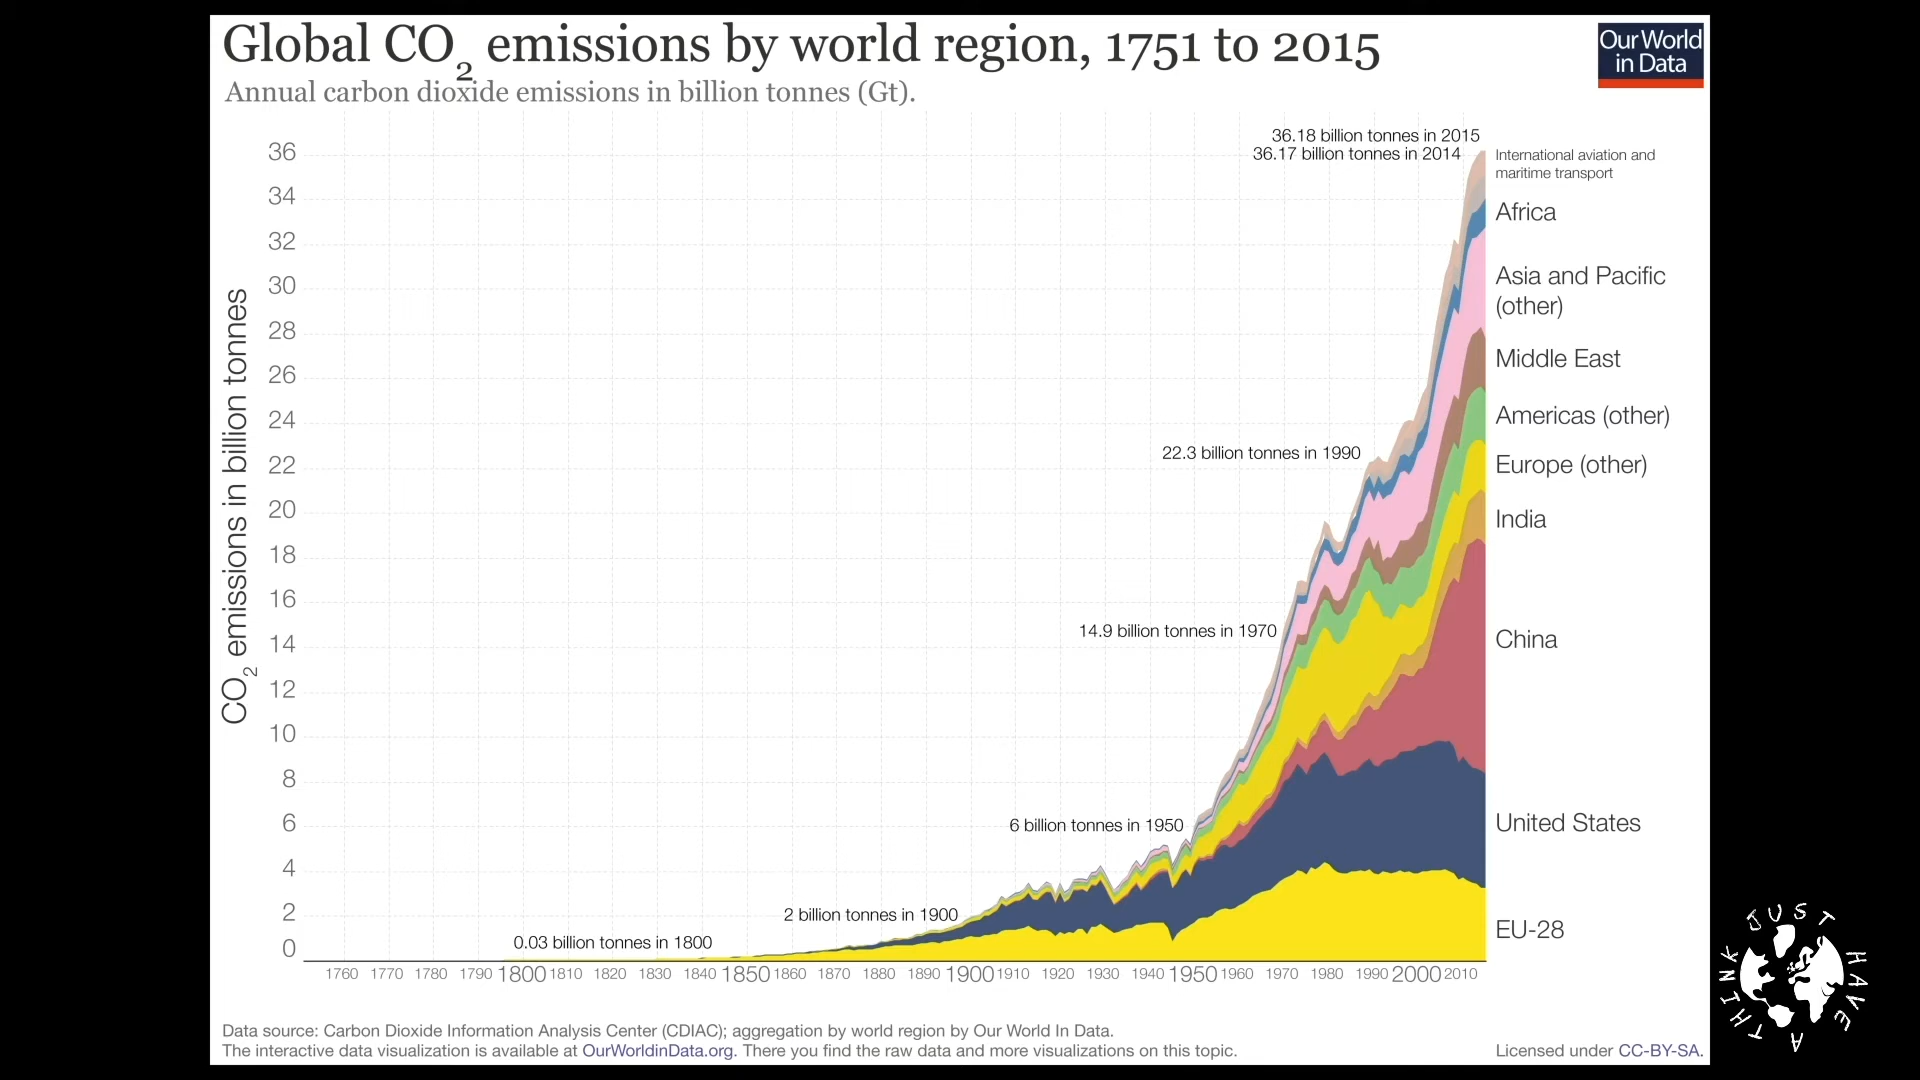 Global CO2 emissions by world region, 1751 to 2015
Annual carbon dioxide emissions in billion tonnes (Gt).
Our World
in Data
CO2 emissions in billion tonnes
36
34
32
30
28
26
24
22
20
18
16
14
12
10
8
6
4
2
0
36.18 billion tonnes in 2015
36.17 billion tonnes in 2014
22.3 billion tonnes in 1990
14.9 billion tonnes in 1970
6 billion tonnes in 1950
2 billion tonnes in 1900
0.03 billion tonnes in 1800
International aviation and
maritime transport
Africa
Asia and Pacific
(other)
Middle East
Americas (other)
Europe (other)
India
China
United States
EU-28
1760 1770 1780 1790 1800 1810 1820 1830 1840 1850 1860 1870 1880 1890 1900 1910 1920 1930 1940 1950 1960 1970 1980 1990 2000 2010
Data source: Carbon Dioxide Information Analysis Center (CDIAC); aggregation by world region by Our World In Data.
The interactive data visualization is available at OurWorldinData.org. There you find the raw data and more visualizations on this topic.
Licensed under CC-BY-SA.
JUST HAVE A THINK